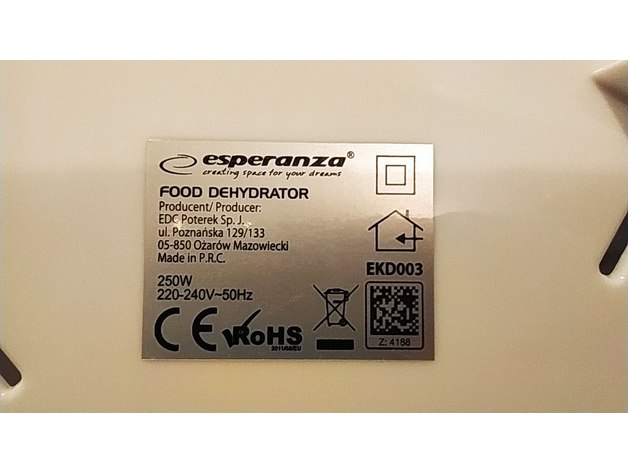 esperanza®
creating space for your dreams
FOOD DEHYDRATOR
Producent/ Producer:
EDC Poterek Sp. J.
ul. Poznańska 129/133
05-850 Ożarów Mazowiecki
Made in P.R.C.
250W
220-240V~50Hz
CE RoHS
2011/65/EU
EKD003
Z: 4188